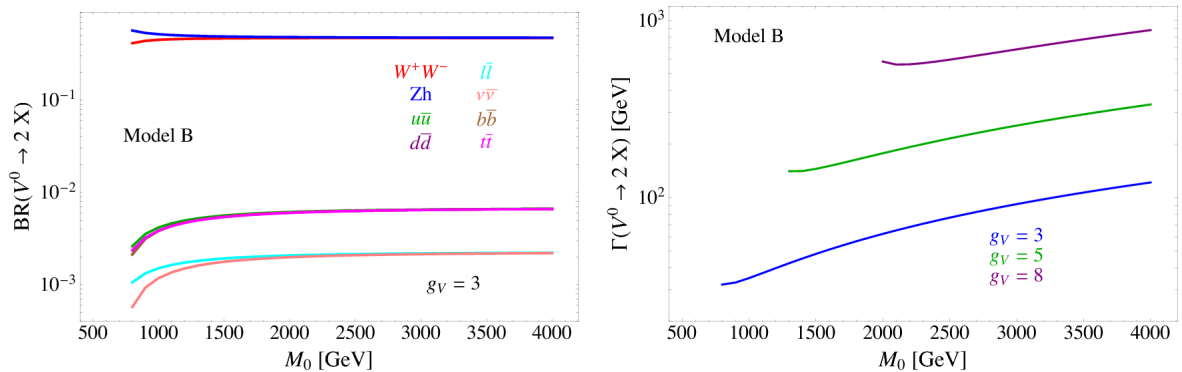 BR(V⁰ → 2 X)
10⁻¹
10⁻²
10⁻³
Model B
W⁺W⁻
Zh
uū
dd̄
ll̄
νν̄
bb̄
tt̄
g_V = 3
500 1000 1500 2000 2500 3000 3500 4000
M₀ [GeV]
Γ(V⁰ → 2 X) [GeV]
10³
10²
Model B
g_V = 3
g_V = 5
g_V = 8
500 1000 1500 2000 2500 3000 3500 4000
M₀ [GeV]